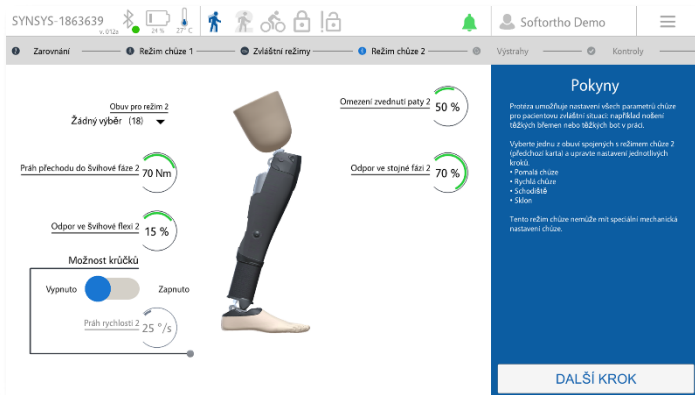 SYNSYS-1863639
v. 012a
24 %
27° C
Softortho Demo
Zarovnání
Režim chůze 1
Zvláštní režimy
Režim chůze 2
Výstrahy
Kontroly
Obuv pro režim 2
Žádný výběr (18)
Omezení zvednutí paty 2
50 %
Práh přechodu do švihové fáze 2
70 Nm
Odpor ve stojné fázi 2
70 %
Odpor ve švihové flexi 2
15 %
Možnost krůčků
Vypnuto
Zapnuto
Práh rychlosti 2
25 °/s
Pokyny
Protéza umožňuje nastavení všech parametrů chůze
pro pacientovu zvláštní situaci: například nošení
těžkých břemen nebo těžkých bot v práci.
Vyberte jednu z obuví spojených s režimem chůze 2
(předchozí karta) a upravte nastavení jednotlivých
kroků.
• Pomalá chůze
• Rychlá chůze
• Schodiště
• Sklon
Tento režim chůze nemůže mít speciální mechanická
nastavení chůze.
DALŠÍ KROK